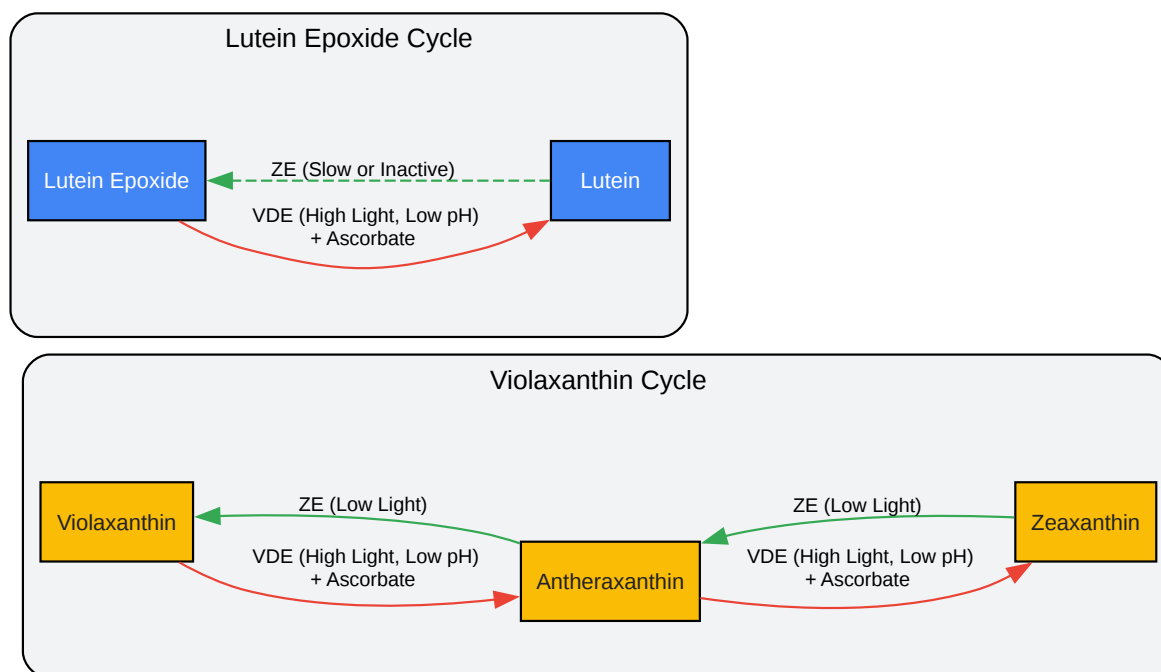 Lutein Epoxide Cycle
ZE (Slow or Inactive)
Lutein Epoxide
Lutein
VDE (High Light, Low pH)
+ Ascorbate
Violaxanthin Cycle
ZE (Low Light)
ZE (Low Light)
Violaxanthin
Zeaxanthin
VDE (High Light, Low pH)
+ Ascorbate
Antheraxanthin
VDE (High Light, Low pH)
+ Ascorbate